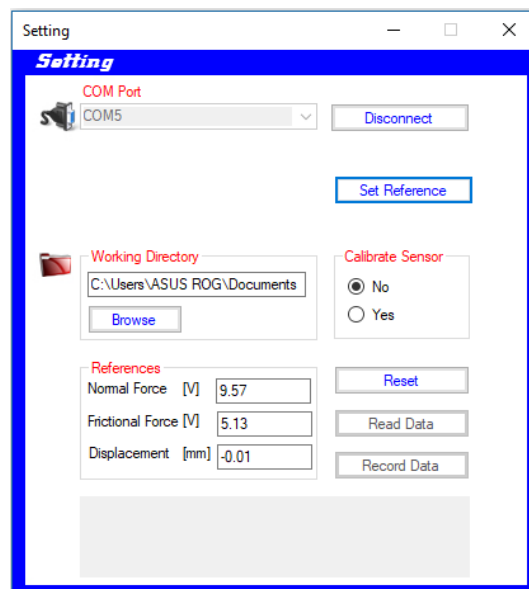 Setting
Setting
COM Port
COM5
Disconnect
Set Reference
Working Directory
C:\Users\ASUS ROG\Documents
Browse
Calibrate Sensor
No
Yes
References
Normal Force [V] 9.57
Frictional Force [V] 5.13
Displacement [mm] -0.01
Reset
Read Data
Record Data